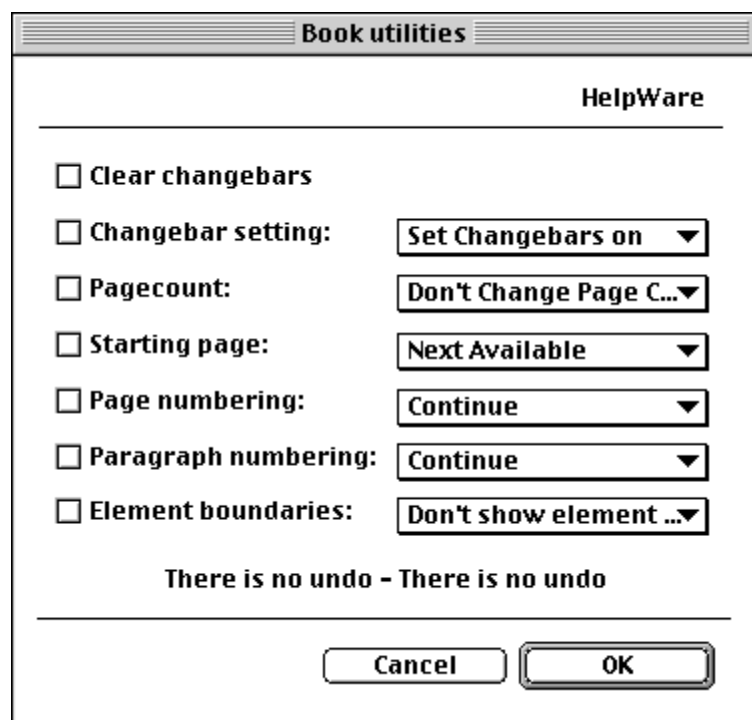 Book utilities
HelpWare
Clear changebars
Changebar setting: Set Changebars on
Pagecount: Don't Change Page C...
Starting page: Next Available
Page numbering: Continue
Paragraph numbering: Continue
Element boundaries: Don't show element ...
There is no undo - There is no undo
Cancel OK